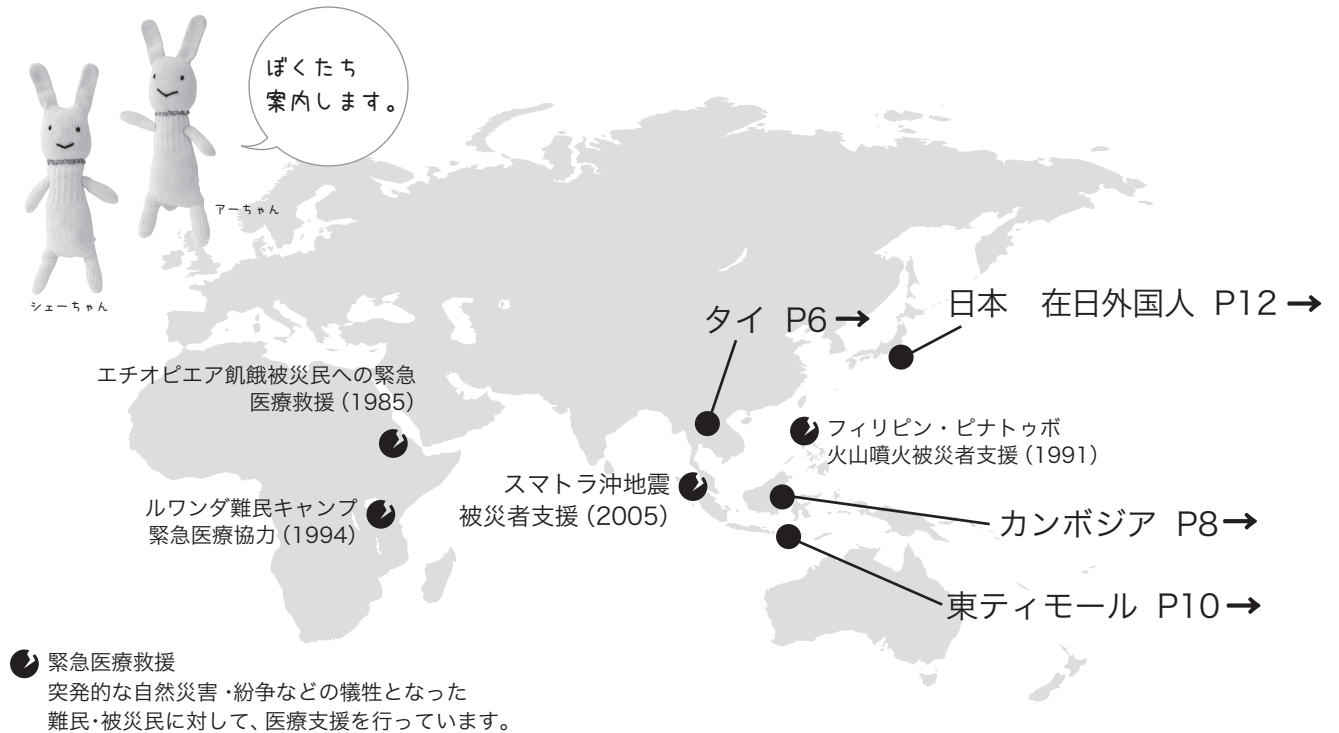 ぼくたち
案内します。
アーちゃん
シェーちゃん
日本　在日外国人 P12 →
タイ P6 →
エチオピエア飢餓被災民への緊急
医療救援（1985）
フィリピン・ピナトゥボ
火山噴火被災者支援（1991）
スマトラ沖地震
被災者支援（2005）
ルワンダ難民キャンプ
緊急医療協力（1994）
カンボジア P8→
東ティモール P10→
緊急医療救援
突発的な自然災害・紛争などの犠牲となった
難民・被災民に対して、医療支援を行っています。